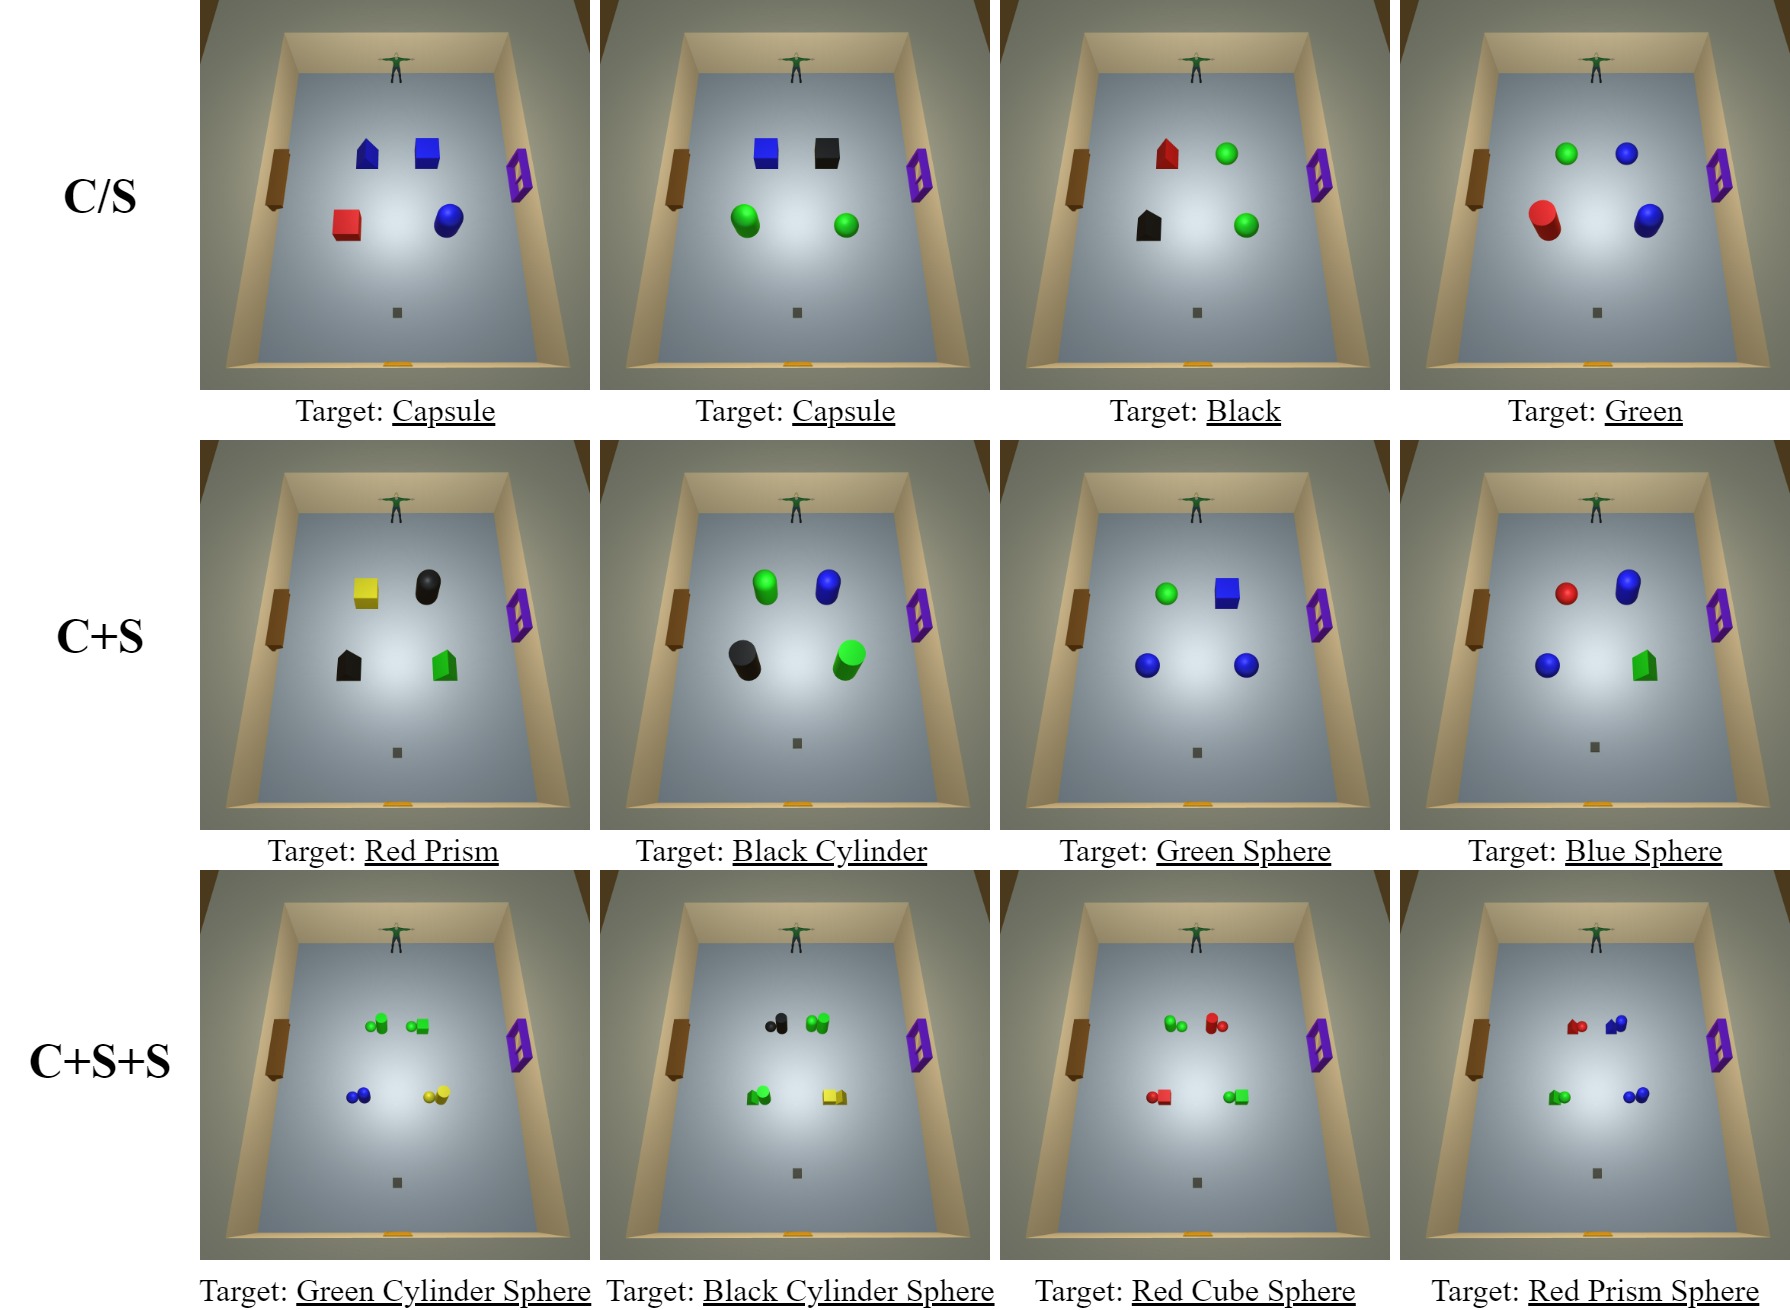 C/S
Target: Capsule
Target: Capsule
Target: Black
Target: Green
C+S
Target: Red Prism
Target: Black Cylinder
Target: Green Sphere
Target: Blue Sphere
C+S+S
Target: Green Cylinder Sphere
Target: Black Cylinder Sphere
Target: Red Cube Sphere
Target: Red Prism Sphere